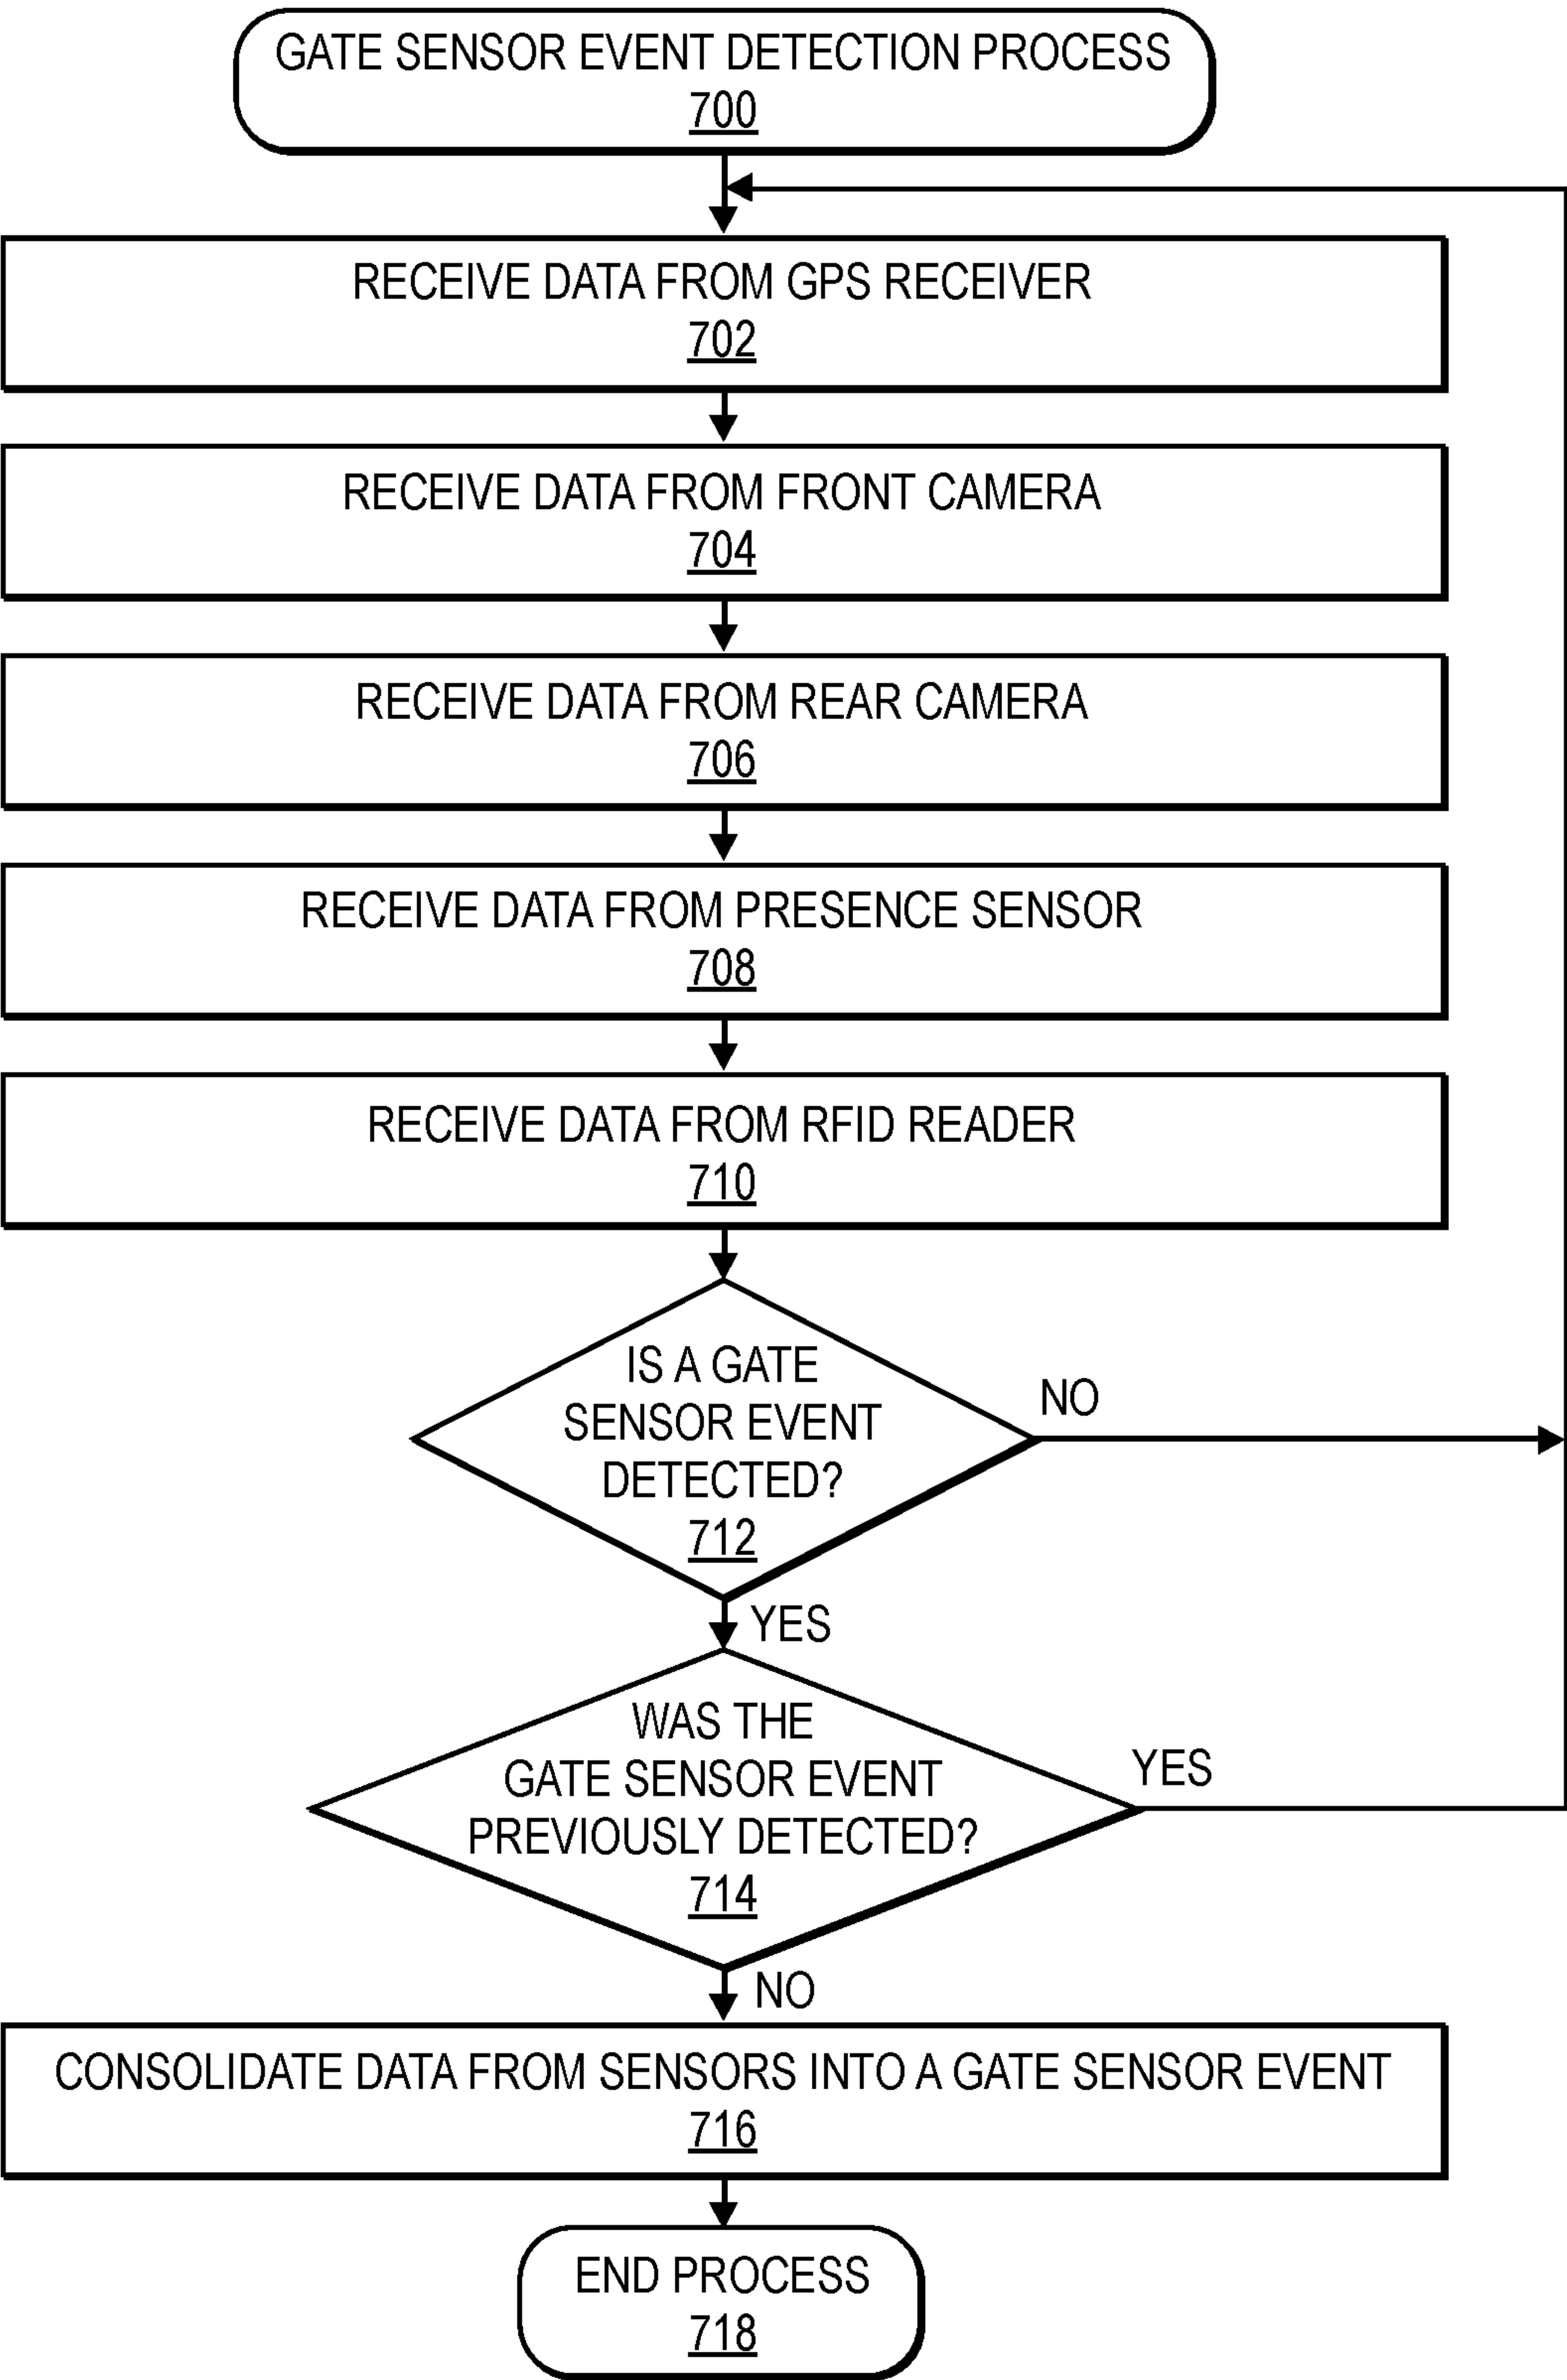 GATE SENSOR EVENT DETECTION PROCESS
700
RECEIVE DATA FROM GPS RECEIVER
702
RECEIVE DATA FROM FRONT CAMERA
704
RECEIVE DATA FROM REAR CAMERA
706
RECEIVE DATA FROM PRESENCE SENSOR
708
RECEIVE DATA FROM RFID READER
710
IS A GATE
SENSOR EVENT
DETECTED?
712
NO
YES
WAS THE
GATE SENSOR EVENT
PREVIOUSLY DETECTED?
714
YES
NO
CONSOLIDATE DATA FROM SENSORS INTO A GATE SENSOR EVENT
716
END PROCESS
718